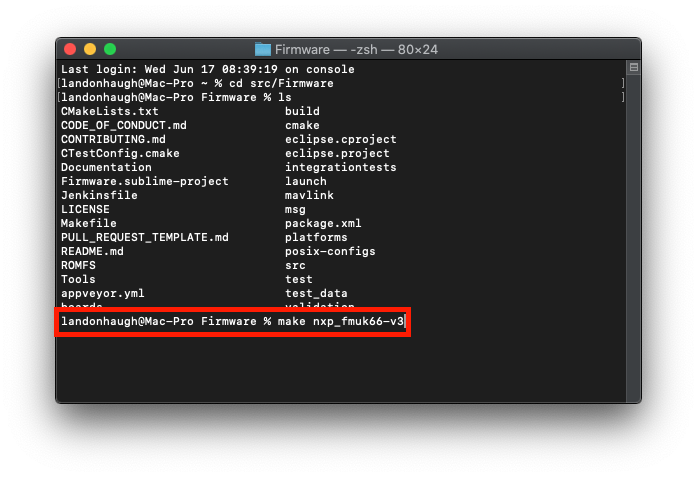 Firmware — -zsh — 80×24
Last login: Wed Jun 17 08:39:19 on console
[landonhaugh@Mac-Pro ~ % cd src/Firmware ]
[landonhaugh@Mac-Pro Firmware % ls ]
CMakeLists.txt build
CODE_OF_CONDUCT.md cmake
CONTRIBUTING.md eclipse.cproject
CTestConfig.cmake eclipse.project
Documentation integrationtests
Firmware.sublime-project launch
Jenkinsfile mavlink
LICENSE msg
Makefile package.xml
PULL_REQUEST_TEMPLATE.md platforms
README.md posix-configs
ROMFS src
Tools test
appveyor.yml test_data
boards validation
landonhaugh@Mac-Pro Firmware % make nxp_fmuk66-v3